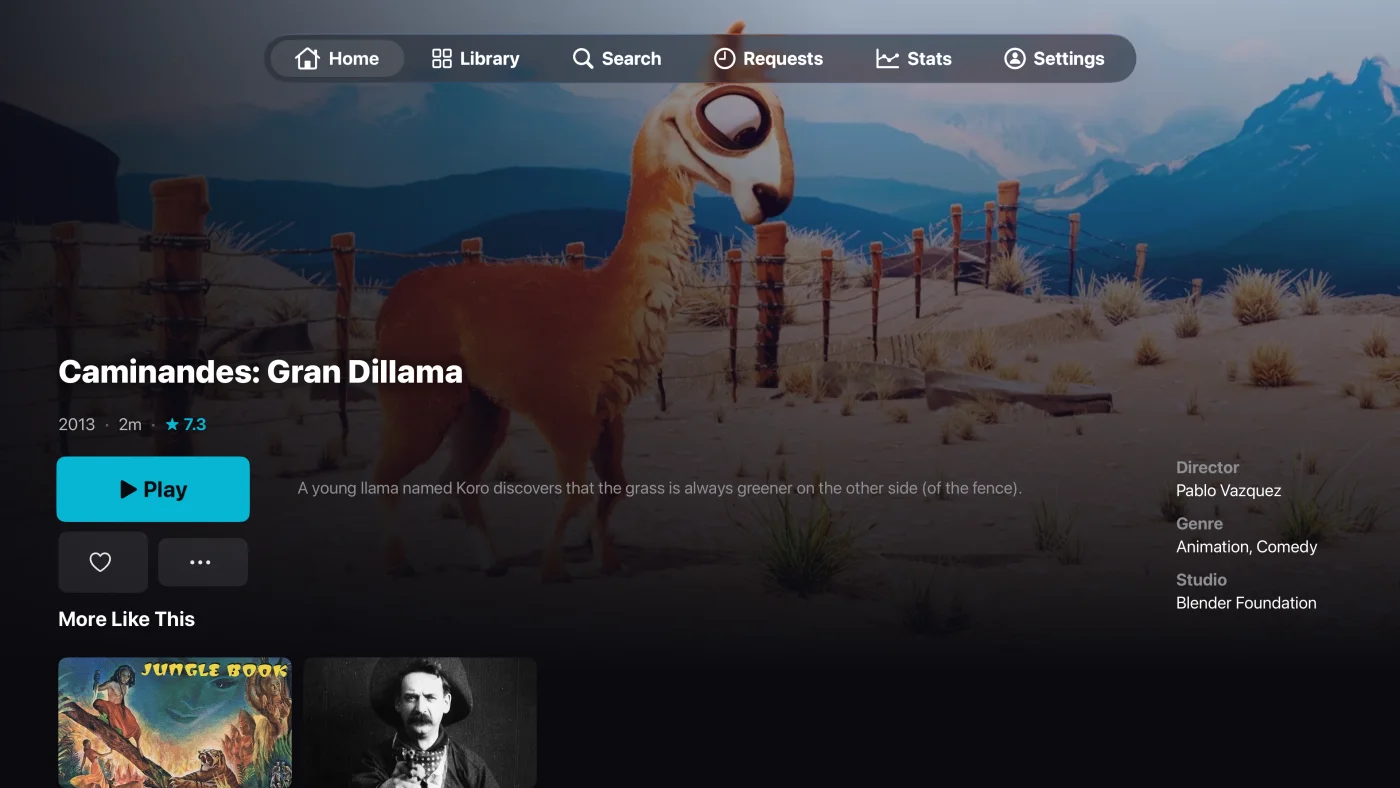 Home
Library
Search
Requests
Stats
Settings
Caminandes: Gran Dillama
2013 · 2m · ★ 7.3
Play
A young llama named Koro discovers that the grass is always greener on the other side (of the fence).
Director
Pablo Vazquez
Genre
Animation, Comedy
Studio
Blender Foundation
More Like This
JUNGLE BOOK